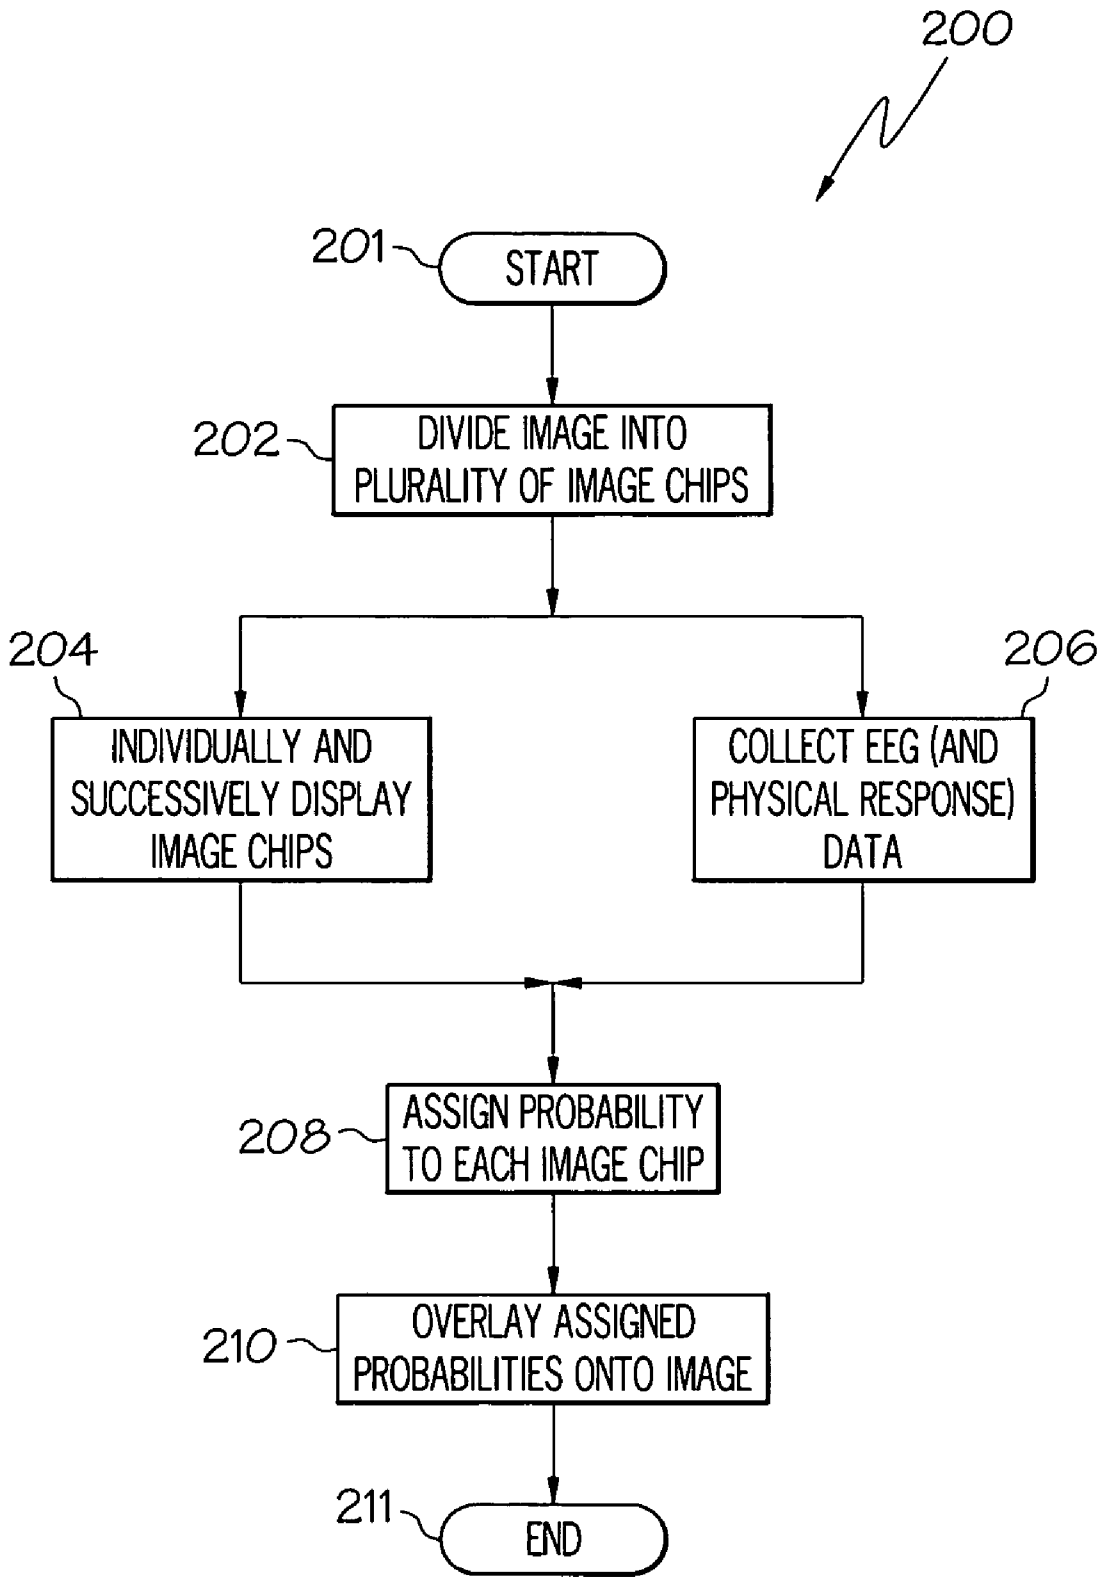 200
201
START
202
DIVIDE IMAGE INTO
PLURALITY OF IMAGE CHIPS
204
INDIVIDUALLY AND
SUCCESSIVELY DISPLAY
IMAGE CHIPS
206
COLLECT EEG (AND
PHYSICAL RESPONSE)
DATA
208
ASSIGN PROBABILITY
TO EACH IMAGE CHIP
210
OVERLAY ASSIGNED
PROBABILITIES ONTO IMAGE
211
END